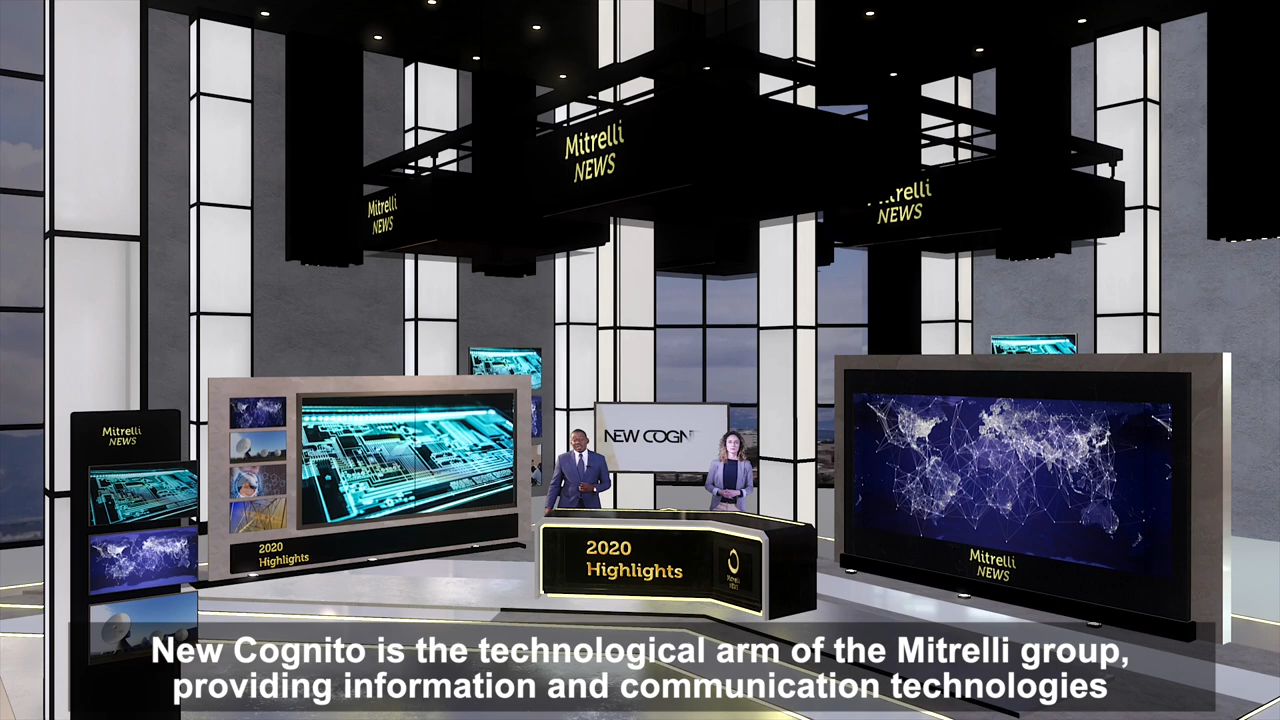 Mitrelli
NEWS
Mitrelli
NEWS
NEWS
Mitrelli
NEWS
NEW COGN
2020
Highlights
2020
Highlights
Mitrelli
NEWS
Mitrelli
NEWS
New Cognito is the technological arm of the Mitrelli group,
providing information and communication technologies